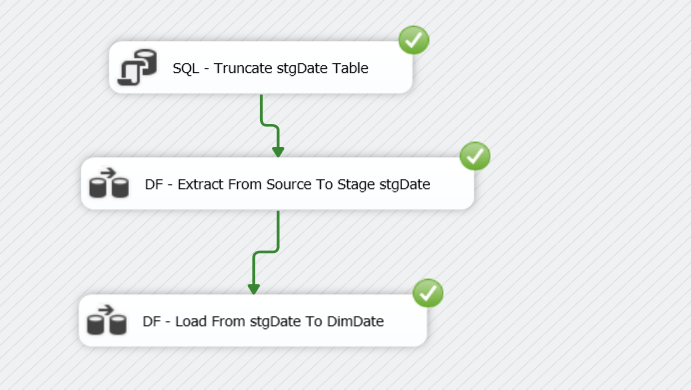 SQL - Truncate stgDate Table
DF - Extract From Source To Stage stgDate
DF - Load From stgDate To DimDate